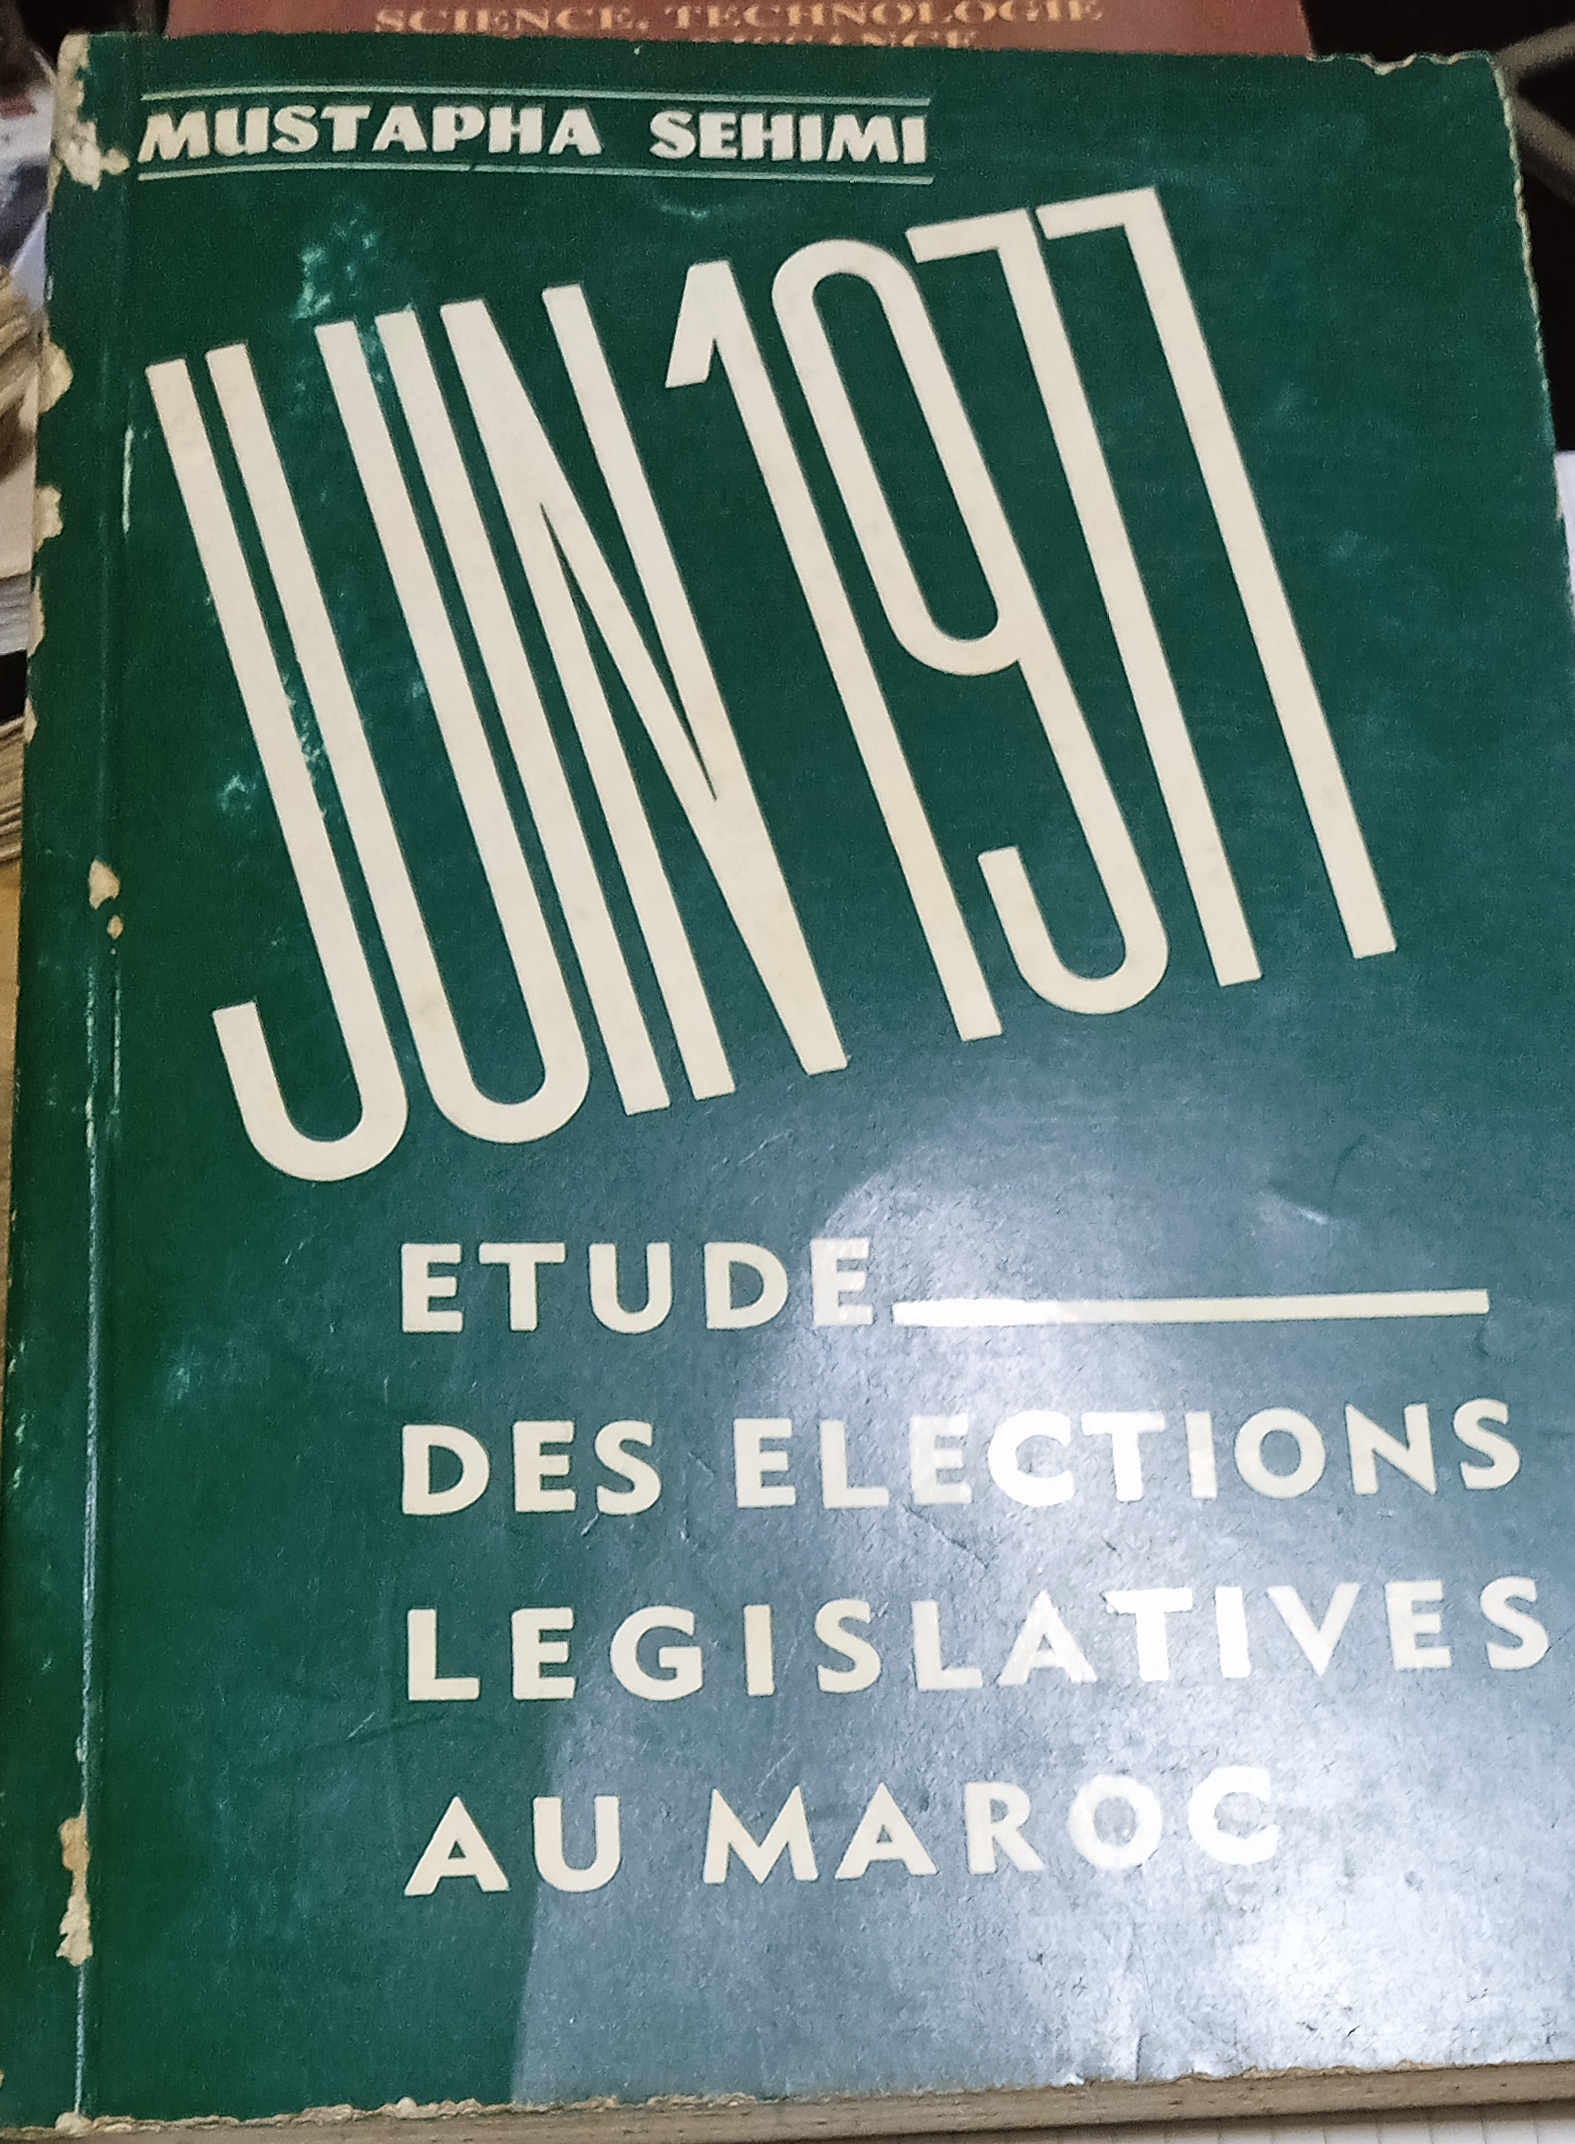 SCIENCE, TECHNOLOGIE
MUSTAPHA SEHIMI
JUIN 1977
ETUDE
DES ELECTIONS
LEGISLATIVES
AU MAROC